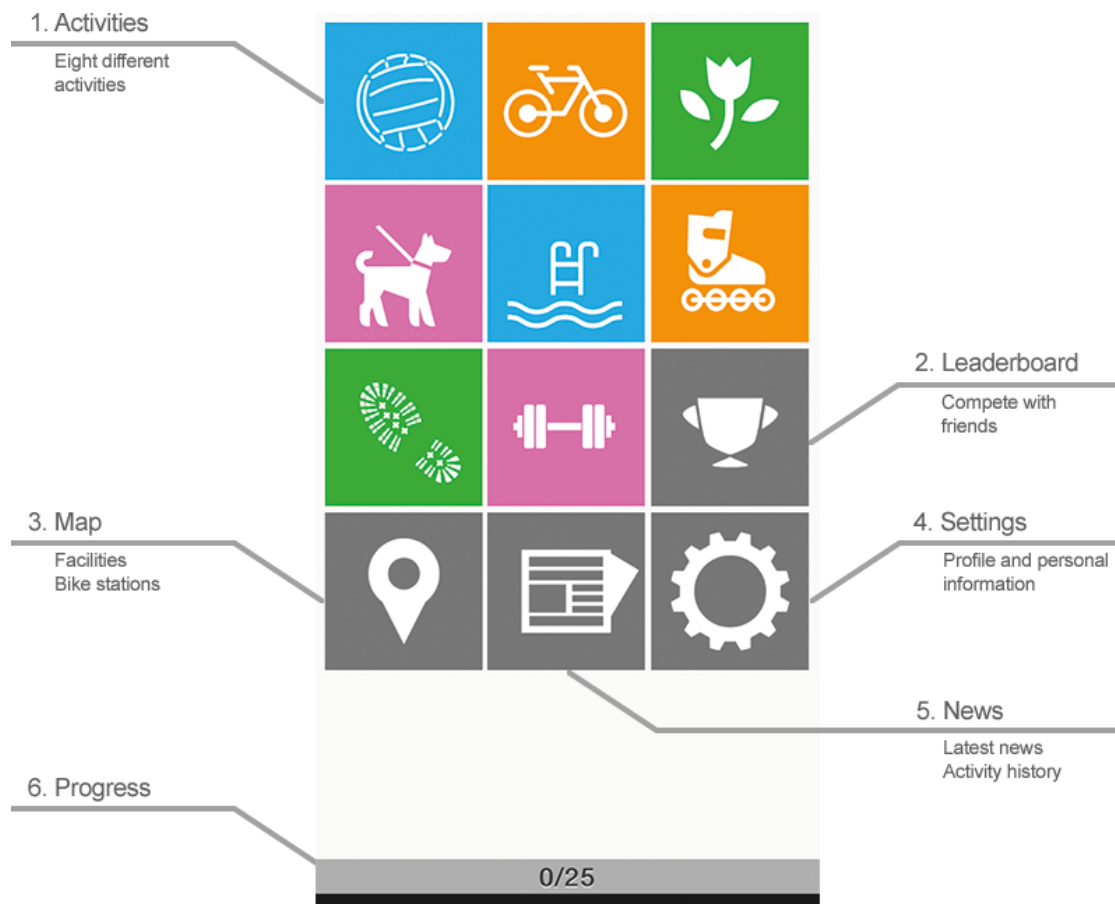 1. Activities
Eight different
activities
2. Leaderboard
Compete with
friends
3. Map
Facilities
Bike stations
4. Settings
Profile and personal
information
5. News
Latest news
Activity history
6. Progress
0/25